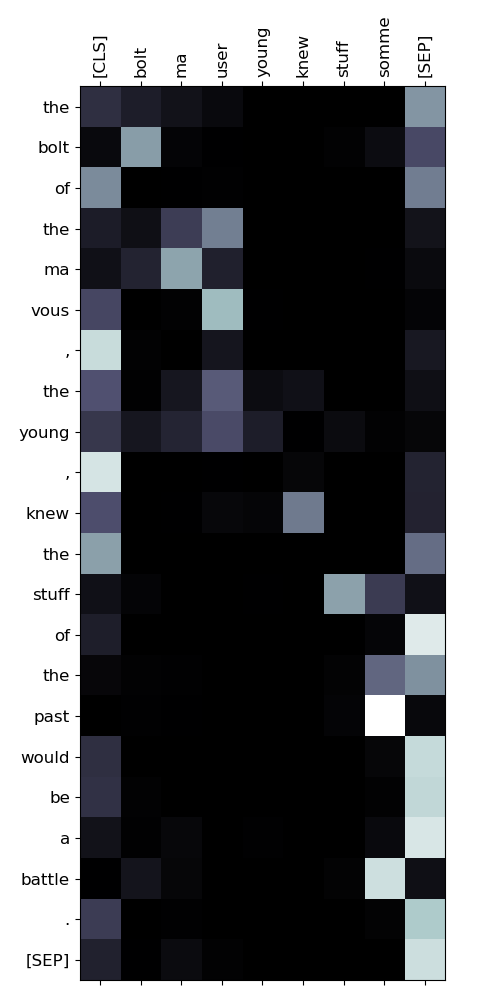 [CLS] bolt ma user young knew stuff somme [SEP]
the
bolt
of
the
ma
vous
,
the
young
,
knew
the
stuff
of
the
past
would
be
a
battle
.
[SEP]